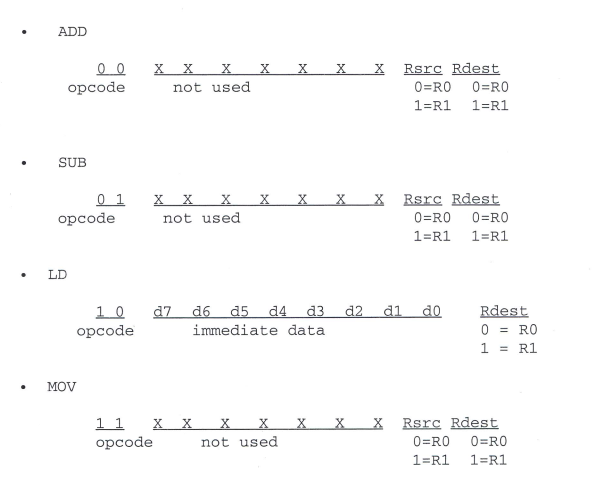 • ADD
0 0 X X X X X X X Rsrc Rdest
opcode not used 0=R0 0=R0
1=R1 1=R1
• SUB
0 1 X X X X X X X Rsrc Rdest
opcode not used 0=R0 0=R0
1=R1 1=R1
• LD
1 0 d7 d6 d5 d4 d3 d2 d1 d0 Rdest
opcode immediate data 0 = R0
1 = R1
• MOV
1 1 X X X X X X X Rsrc Rdest
opcode not used 0=R0 0=R0
1=R1 1=R1